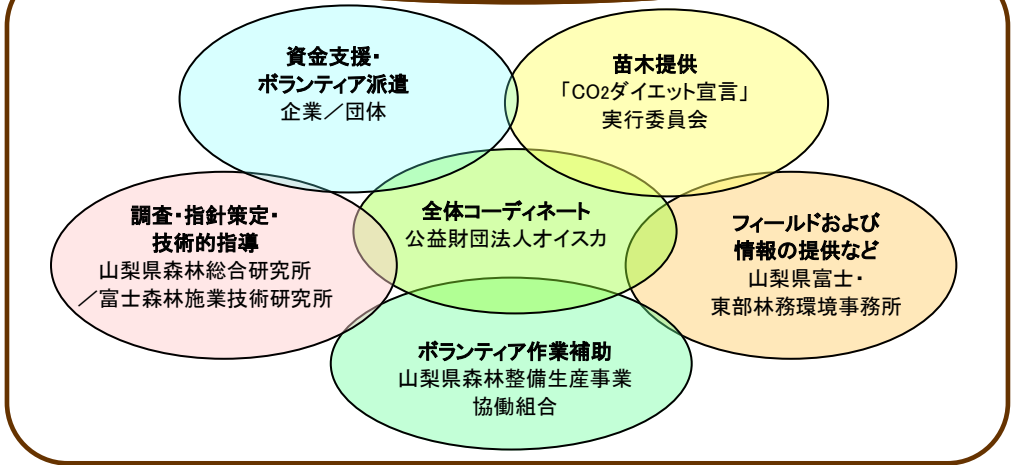 資金支援・
ボランティア派遣
企業／団体
苗木提供
「CO2ダイエット宣言」
実行委員会
全体コーディネート
公益財団法人オイスカ
調査・指針策定・
技術的指導
山梨県森林総合研究所
／富士森林施業技術研究所
フィールドおよび
情報の提供など
山梨県富士・
東部林務環境事務所
ボランティア作業補助
山梨県森林整備生産事業
協働組合